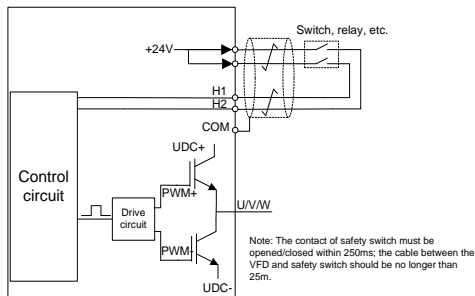 Switch, relay, etc.
+24V
H1
H2
COM
UDC+
Control
circuit
PWM+
U/V/W
Drive
circuit
PWM-
UDC-
Note: The contact of safety switch must be
opened/closed within 250ms; the cable between the
VFD and safety switch should be no longer than
25m.